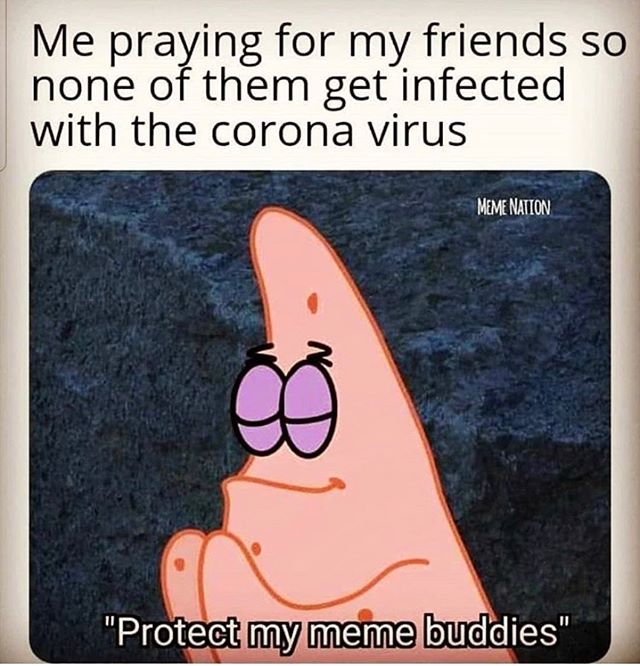 Me praying for my friends so
none of them get infected
with the corona virus
MEME NATION
"Protect my meme buddies"